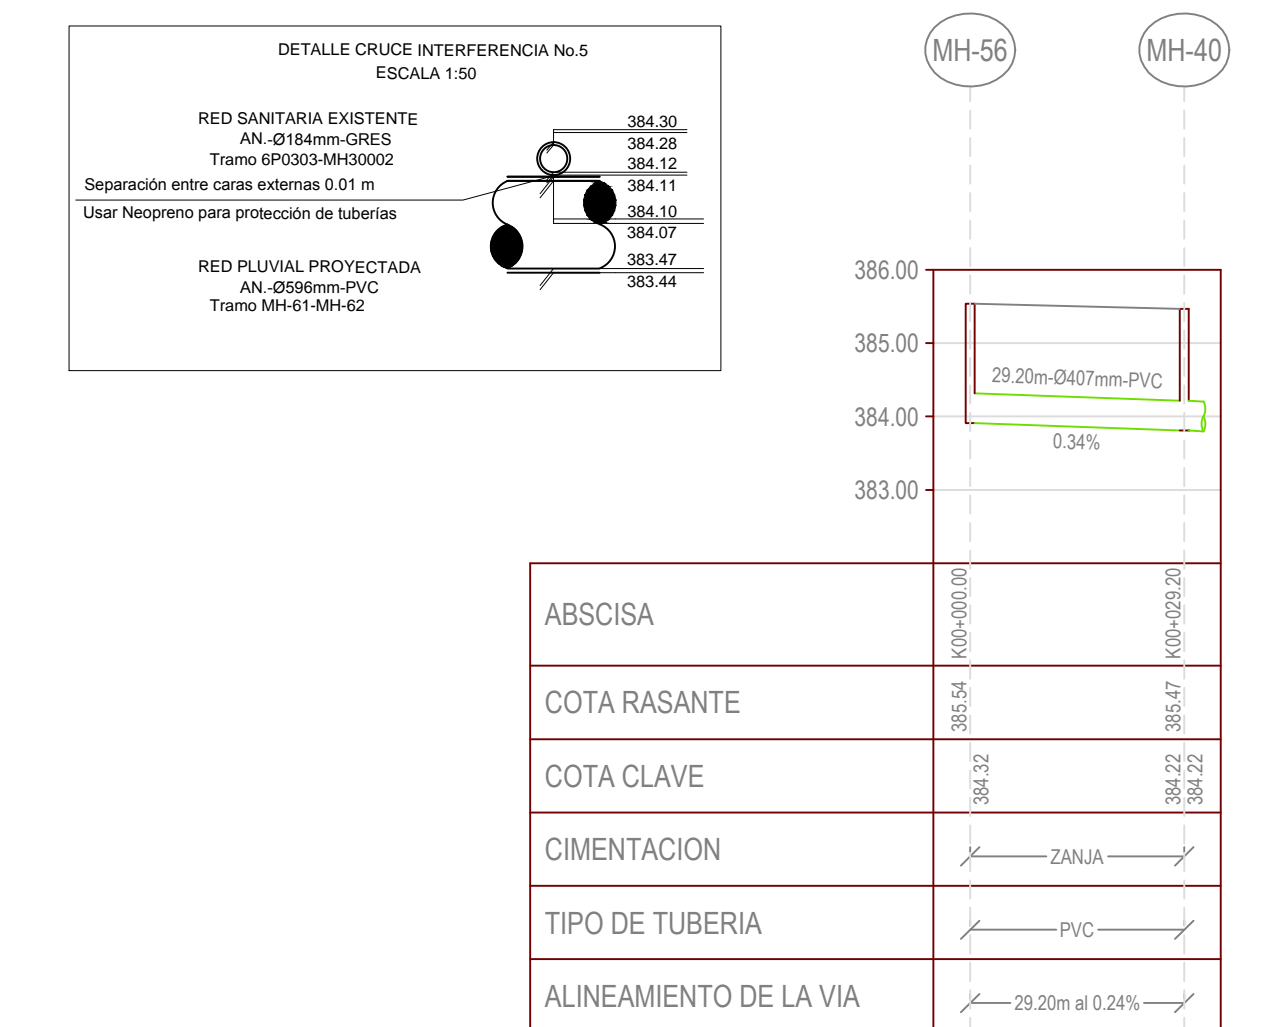 DETALLE CRUCE INTERFERENCIA No.5
ESCALA 1:50
RED SANITARIA EXISTENTE
AN.-Ø184mm-GRES
Tramo 6P0303-MH30002
Separación entre caras externas 0.01 m
Usar Neopreno para protección de tuberías
RED PLUVIAL PROYECTADA
AN.-Ø596mm-PVC
Tramo MH-61-MH-62
384.30
384.28
384.12
384.11
384.10
384.07
383.47
383.44
MH-56 MH-40
386.00
385.00
384.00
383.00
29.20m-Ø407mm-PVC
0.34%
ABSCISA K00+000.00 K00+029.20
COTA RASANTE 385.54 385.47
COTA CLAVE 384.32 384.22 384.22
CIMENTACION ZANJA
TIPO DE TUBERIA PVC
ALINEAMIENTO DE LA VIA 29.20m al 0.24%